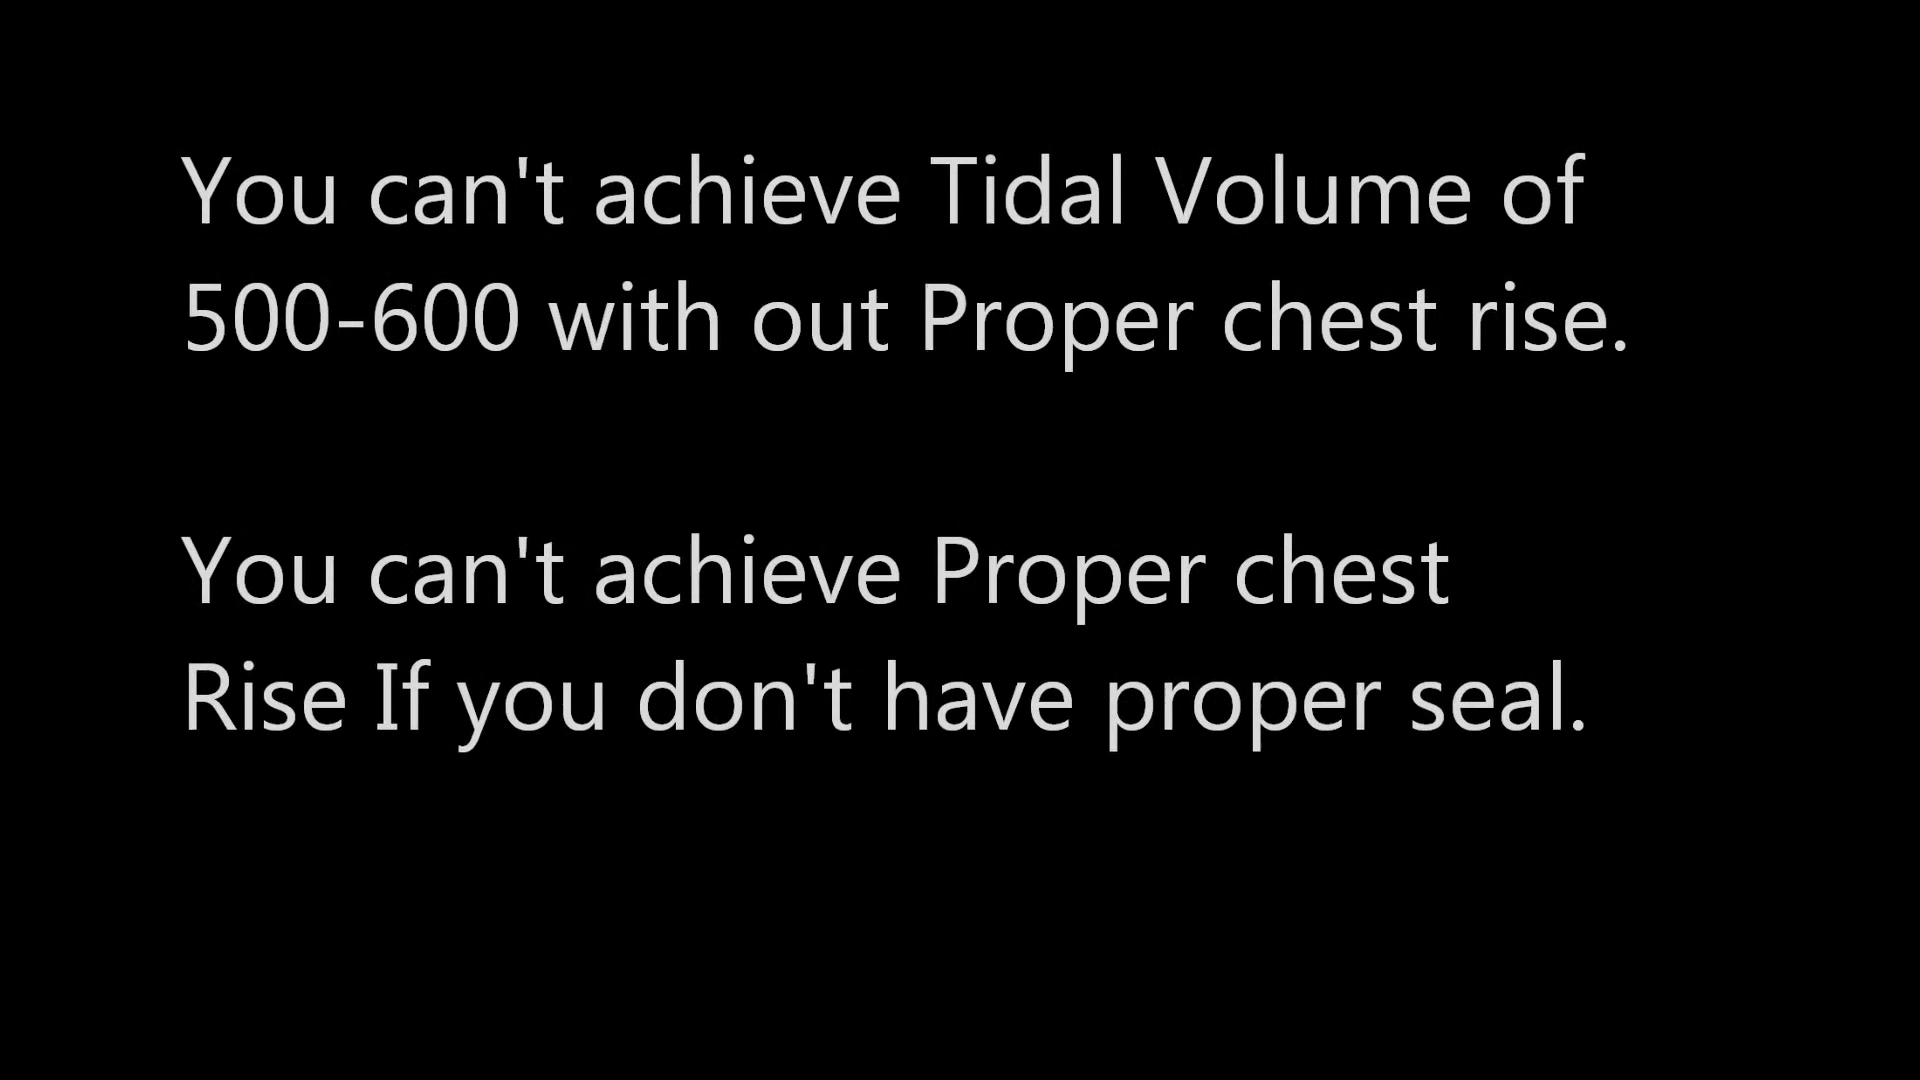 You can't achieve Tidal Volume of
500-600 with out Proper chest rise.
You can't achieve Proper chest
Rise If you don't have proper seal.